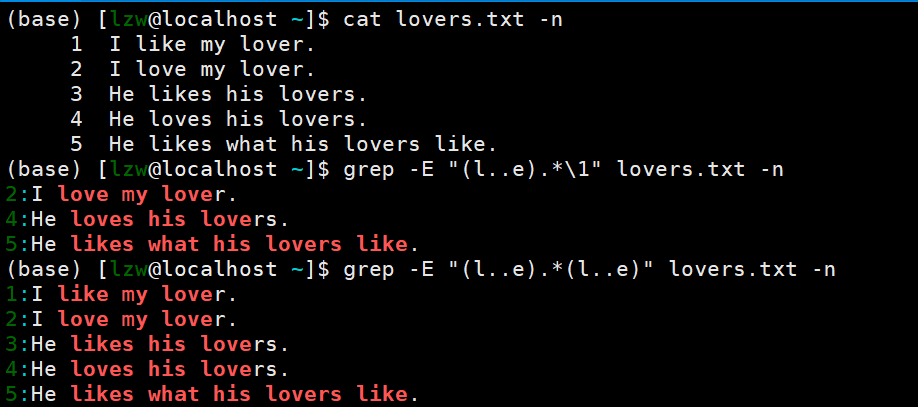 (base) [lzw@localhost ~]$ cat lovers.txt -n
     1  I like my lover.
     2  I love my lover.
     3  He likes his lovers.
     4  He loves his lovers.
     5  He likes what his lovers like.
(base) [lzw@localhost ~]$ grep -E "(l..e).*\1" lovers.txt -n
2:I love my lover.
4:He loves his lovers.
5:He likes what his lovers like.
(base) [lzw@localhost ~]$ grep -E "(l..e).*(l..e)" lovers.txt -n
1:I like my lover.
2:I love my lover.
3:He likes his lovers.
4:He loves his lovers.
5:He likes what his lovers like.